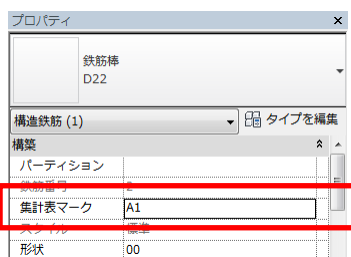 プロパティ
鉄筋棒
D22
構造鉄筋 (1)
タイプを編集
構築
パーティション
鉄筋番号 2
集計表マーク A1
スタイル 標準
形状 00